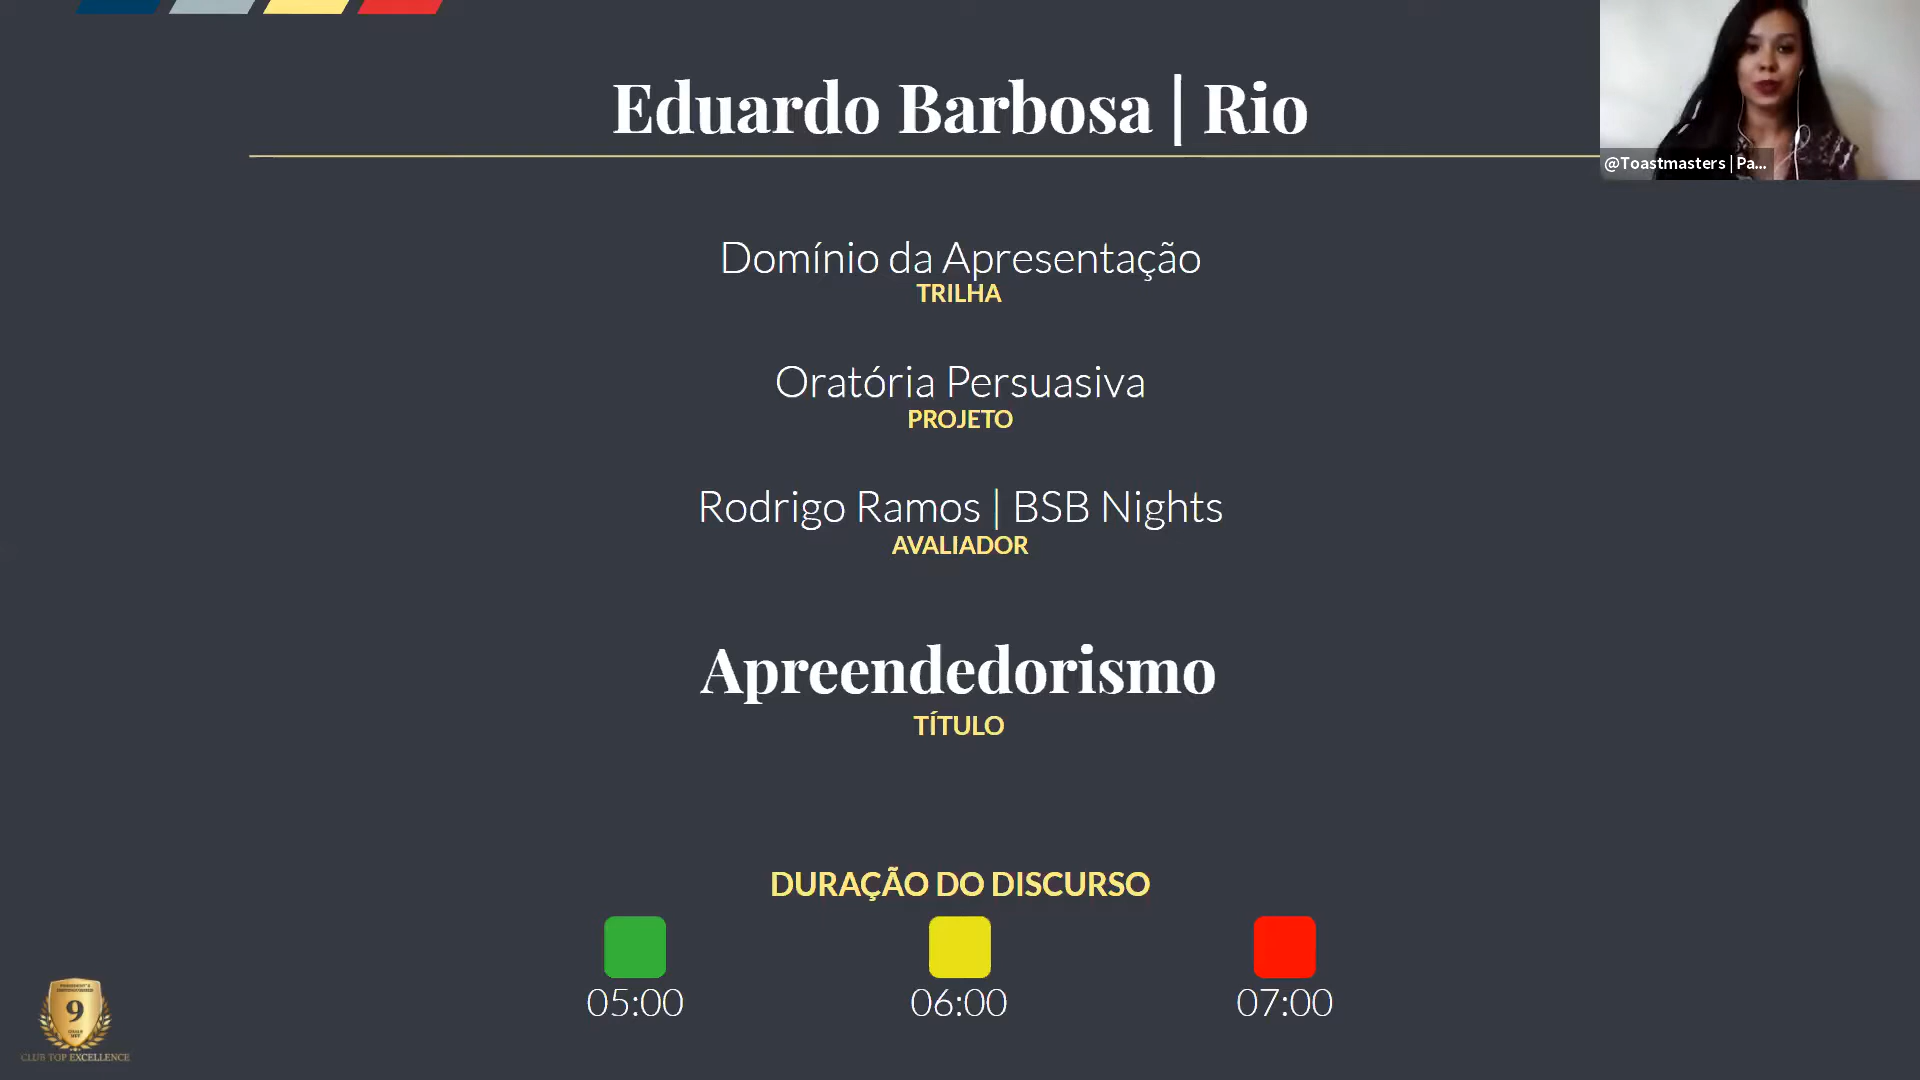 Eduardo Barbosa | Rio
@Toastmasters | Pa...
Domínio da Apresentação
TRILHA
Oratória Persuasiva
PROJETO
Rodrigo Ramos | BSB Nights
AVALIADOR
Apreendedorismo
TÍTULO
DURAÇÃO DO DISCURSO
05:00 06:00 07:00
9
CLUB TOP EXCELLENCE